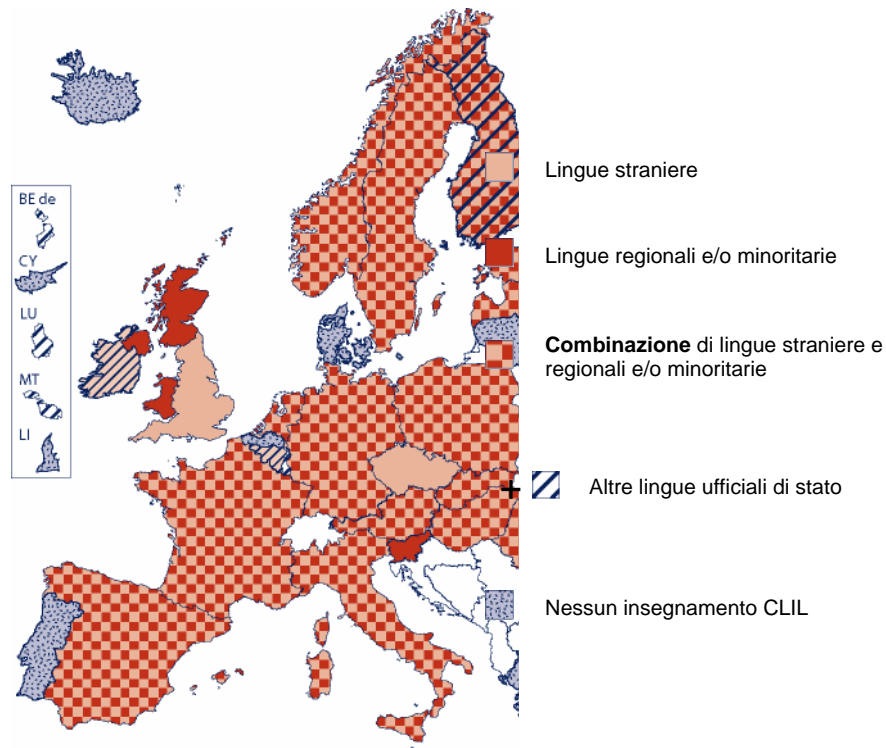 BE de
CY
LU
MT
LI
Lingue straniere
Lingue regionali e/o minoritarie
Combinazione di lingue straniere e
regionali e/o minoritarie
+
Altre lingue ufficiali di stato
Nessun insegnamento CLIL